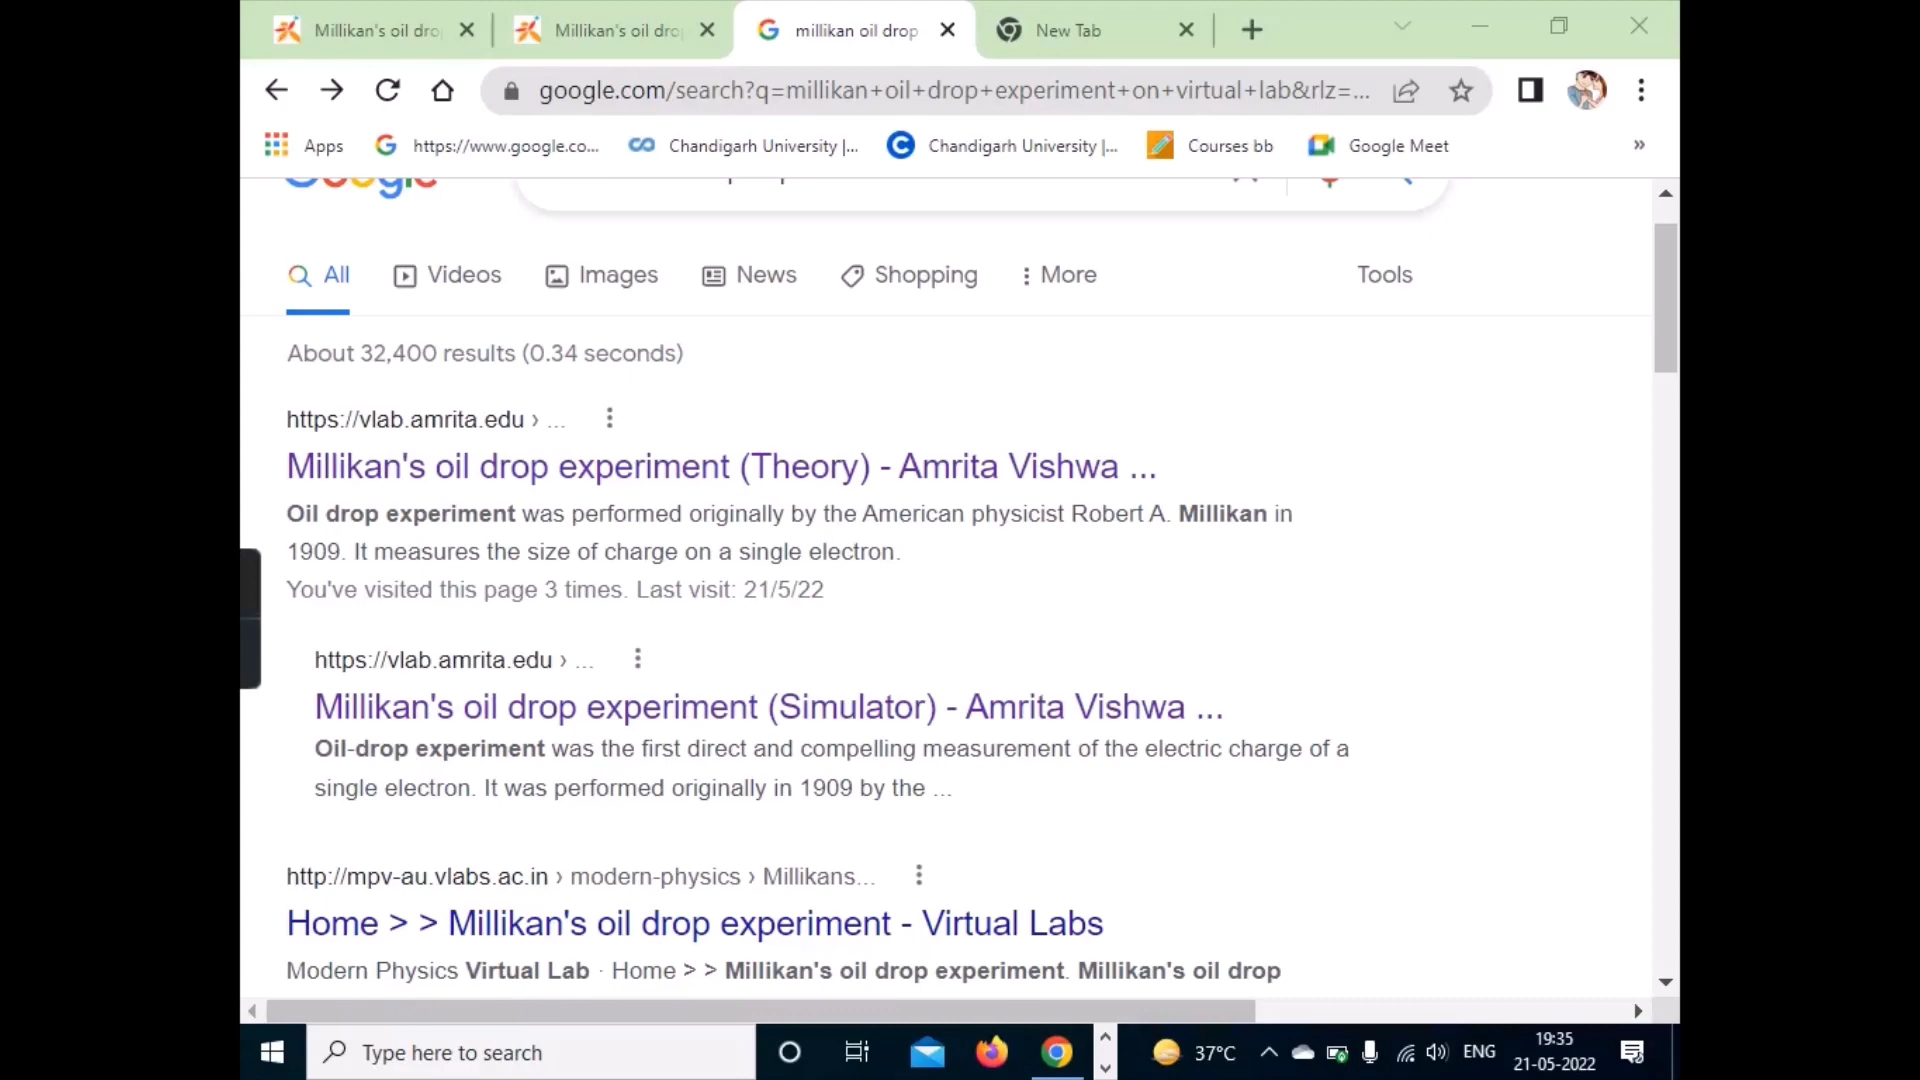 Millikan's oil dro
Millikan's oil dro
millikan oil drop
New Tab
google.com/search?q=millikan+oil+drop+experiment+on+virtual+lab&rlz=...
Apps
https://www.google.co...
Chandigarh University |...
Chandigarh University |...
Courses bb
Google Meet
»
All
Videos
Images
News
Shopping
More
Tools
About 32,400 results (0.34 seconds)
https://vlab.amrita.edu › ...
Millikan's oil drop experiment (Theory) - Amrita Vishwa ...
Oil drop experiment was performed originally by the American physicist Robert A. Millikan in
1909. It measures the size of charge on a single electron.
You've visited this page 3 times. Last visit: 21/5/22
https://vlab.amrita.edu › ...
Millikan's oil drop experiment (Simulator) - Amrita Vishwa ...
Oil-drop experiment was the first direct and compelling measurement of the electric charge of a
single electron. It was performed originally in 1909 by the ...
http://mpv-au.vlabs.ac.in › modern-physics › Millikans...
Home > > Millikan's oil drop experiment - Virtual Labs
Modern Physics Virtual Lab · Home > > Millikan's oil drop experiment. Millikan's oil drop
Type here to search
37°C
ENG
19:35
21-05-2022